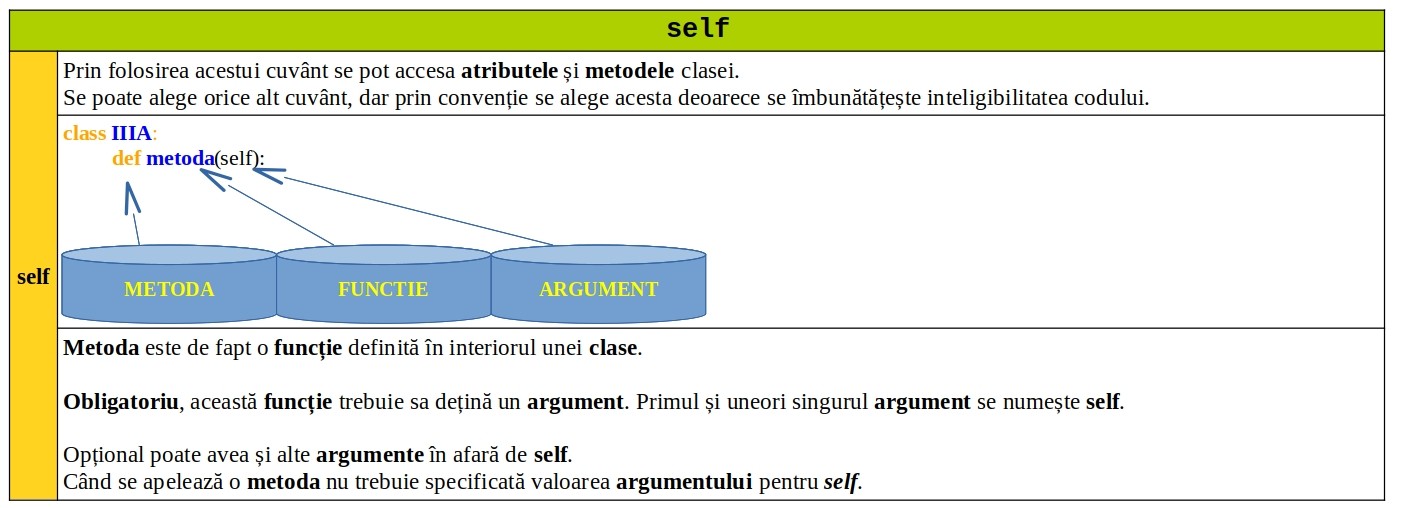 self
Prin folosirea acestui cuvânt se pot accesa atributele și metodele clasei.
Se poate alege orice alt cuvânt, dar prin convenție se alege acesta deoarece se îmbunătățește inteligibilitatea codului.
class IIIA:
def metoda(self):
self
METODA FUNCTIE ARGUMENT
Metoda este de fapt o funcție definită în interiorul unei clase.
Obligatoriu, această funcție trebuie sa dețină un argument. Primul și uneori singurul argument se numește self.
Opțional poate avea și alte argumente în afară de self.
Când se apelează o metoda nu trebuie specificată valoarea argumentului pentru self.